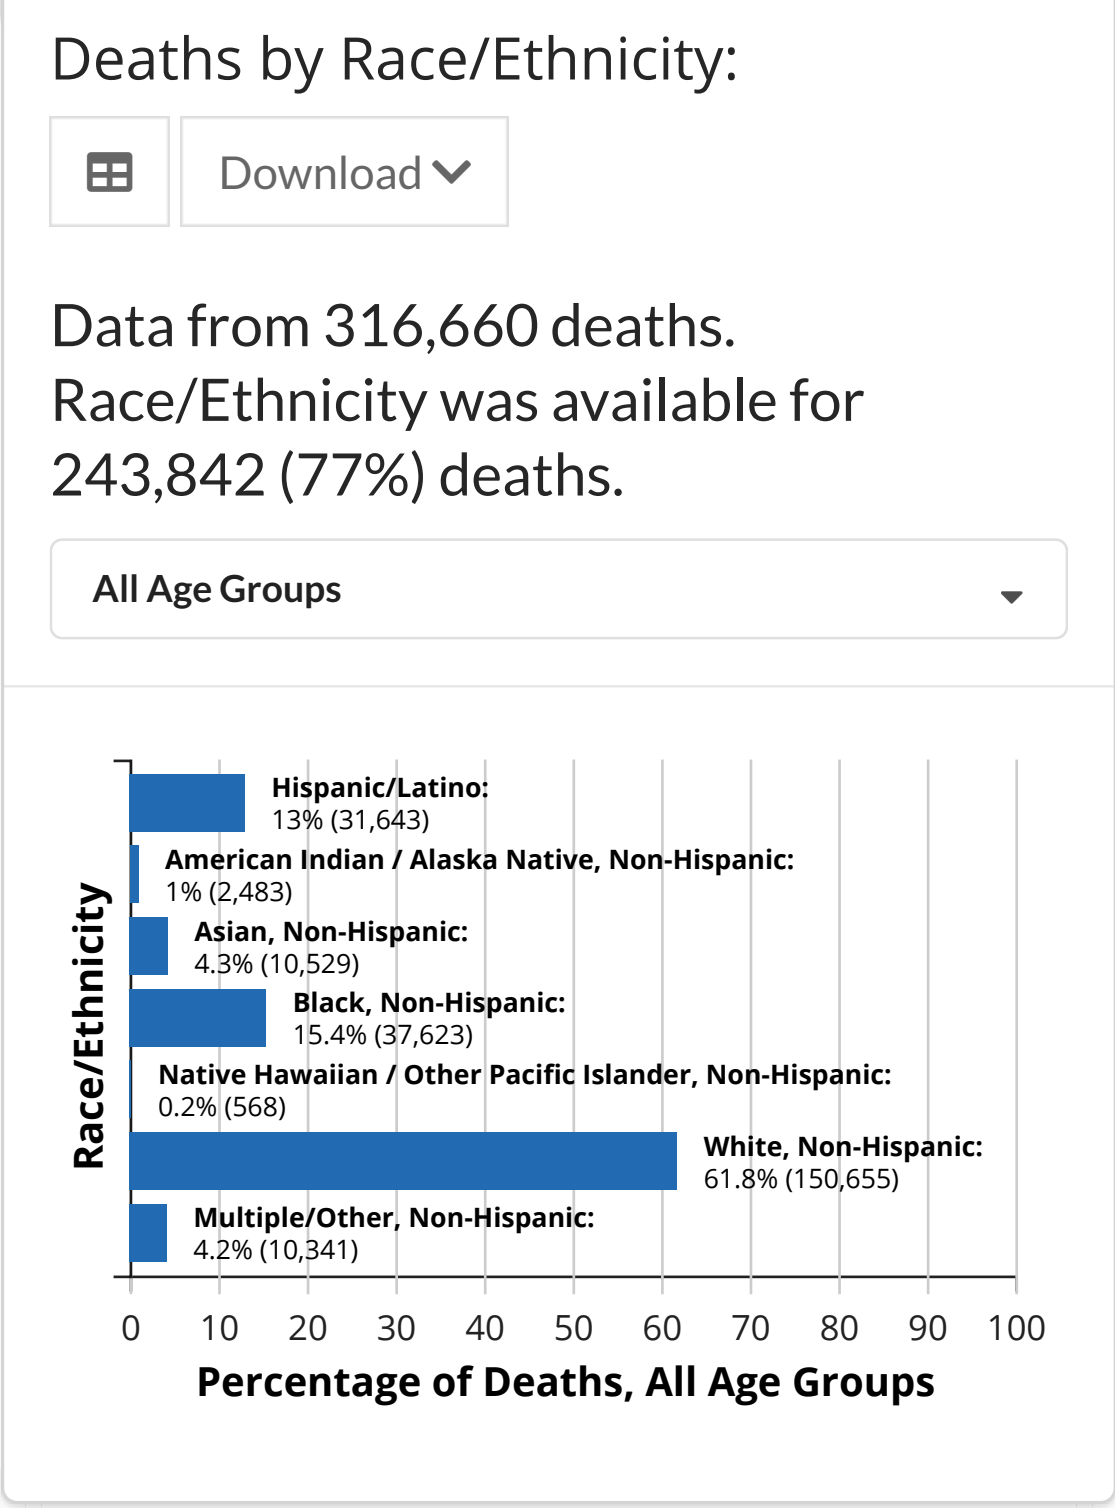 Deaths by Race/Ethnicity:
Download
Data from 316,660 deaths.
Race/Ethnicity was available for
243,842 (77%) deaths.
All Age Groups
Race/Ethnicity
Hispanic/Latino:
13% (31,643)
American Indian / Alaska Native, Non-Hispanic:
1% (2,483)
Asian, Non-Hispanic:
4.3% (10,529)
Black, Non-Hispanic:
15.4% (37,623)
Native Hawaiian / Other Pacific Islander, Non-Hispanic:
0.2% (568)
White, Non-Hispanic:
61.8% (150,655)
Multiple/Other, Non-Hispanic:
4.2% (10,341)
0 10 20 30 40 50 60 70 80 90 100
Percentage of Deaths, All Age Groups